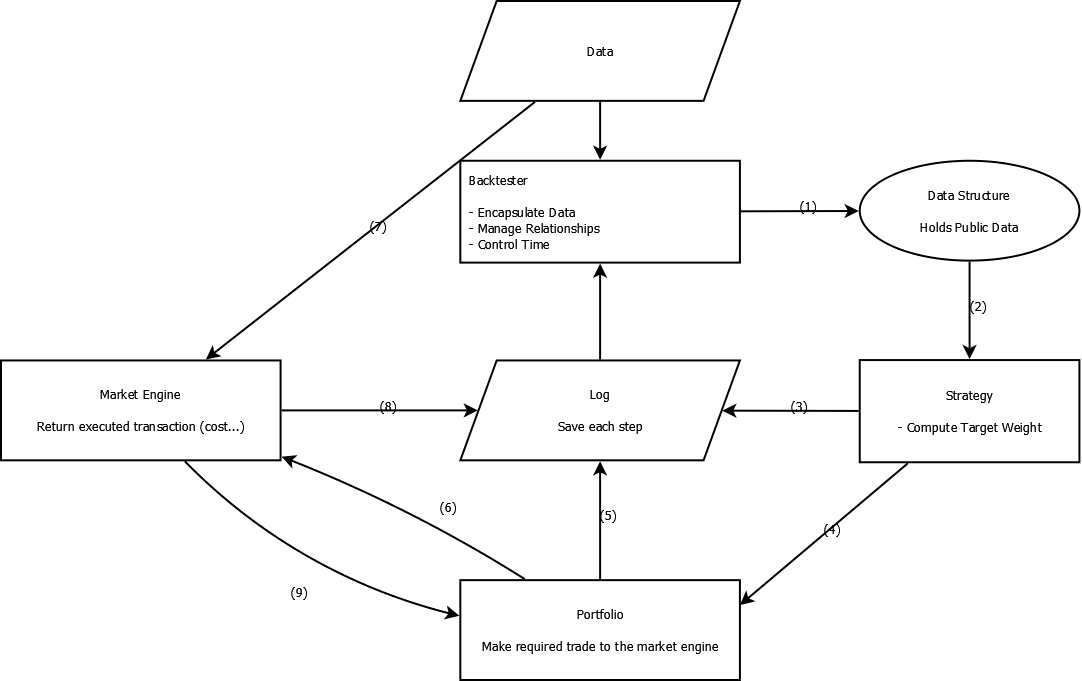 Data
Backtester
- Encapsulate Data
- Manage Relationships
- Control Time
(1)
Data Structure
Holds Public Data
(7)
(2)
Market Engine
Return executed transaction (cost...)
(8)
Log
Save each step
(3)
Strategy
- Compute Target Weight
(6)
(5)
(4)
(9)
Portfolio
Make required trade to the market engine